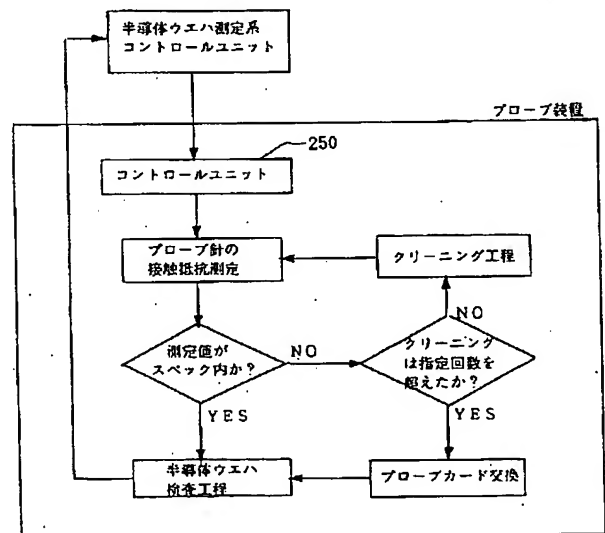 半導体ウエハ測定系
コントロールユニット
プローブ装置
250
コントロールユニット
プローブ針の
接触抵抗測定
クリーニング工程
測定値が
スペック内か?
NO
クリーニング
は指定回数を
超えたか?
NO
YES
YES
半導体ウエハ
検査工程
プローブカード交換